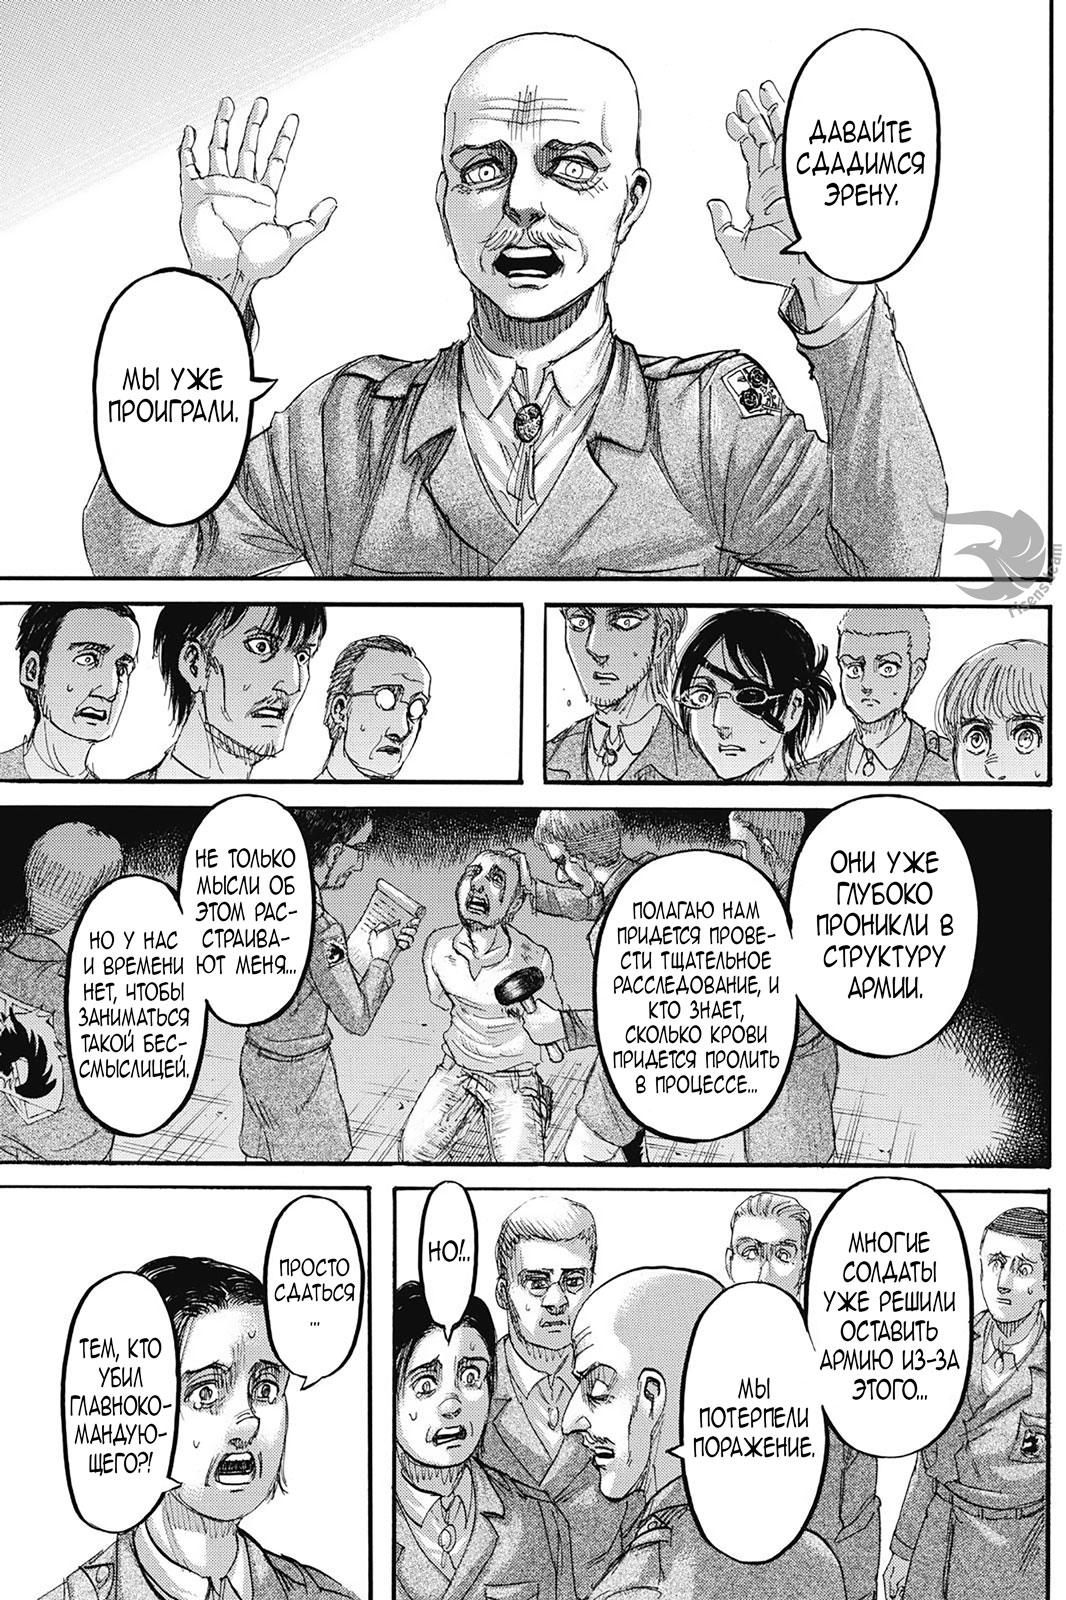 ДАВАЙТЕ
СДАДИМСЯ
ЭРЕНУ.
МЫ УЖЕ
ПРОИГРАЛИ.
risensteam
ОНИ УЖЕ
ГЛУБОКО
ПРОНИКЛИ В
СТРУКТУРУ
АРМИИ.
ПОЛАГАЮ НАМ
ПРИДЕТСЯ ПРОВЕ-
СТИ ТЩАТЕЛЬНОЕ
РАССЛЕДОВАНИЕ, И
КТО ЗНАЕТ,
СКОЛЬКО КРОВИ
ПРИДЕТСЯ ПРОЛИТЬ
В ПРОЦЕССЕ...
НЕ ТОЛЬКО
МЫСЛИ ОБ
ЭТОМ РАС-
СТРАИВА-
ЮТ МЕНЯ...
НО У НАС
И ВРЕМЕНИ
НЕТ, ЧТОБЫ
ЗАНИМАТЬСЯ
ТАКОЙ БЕС-
СМЫСЛИЦЕЙ.
МНОГИЕ
СОЛДАТЫ
УЖЕ РЕШИЛИ
ОСТАВИТЬ
АРМИЮ ИЗ-ЗА
ЭТОГО...
МЫ
ПОТЕРПЕЛИ
ПОРАЖЕНИЕ.
НО!..
ПРОСТО
СДАТЬСЯ
...
ТЕМ, КТО
УБИЛ
ГЛАВНОКО-
МАНДУЮ-
ЩЕГО?!